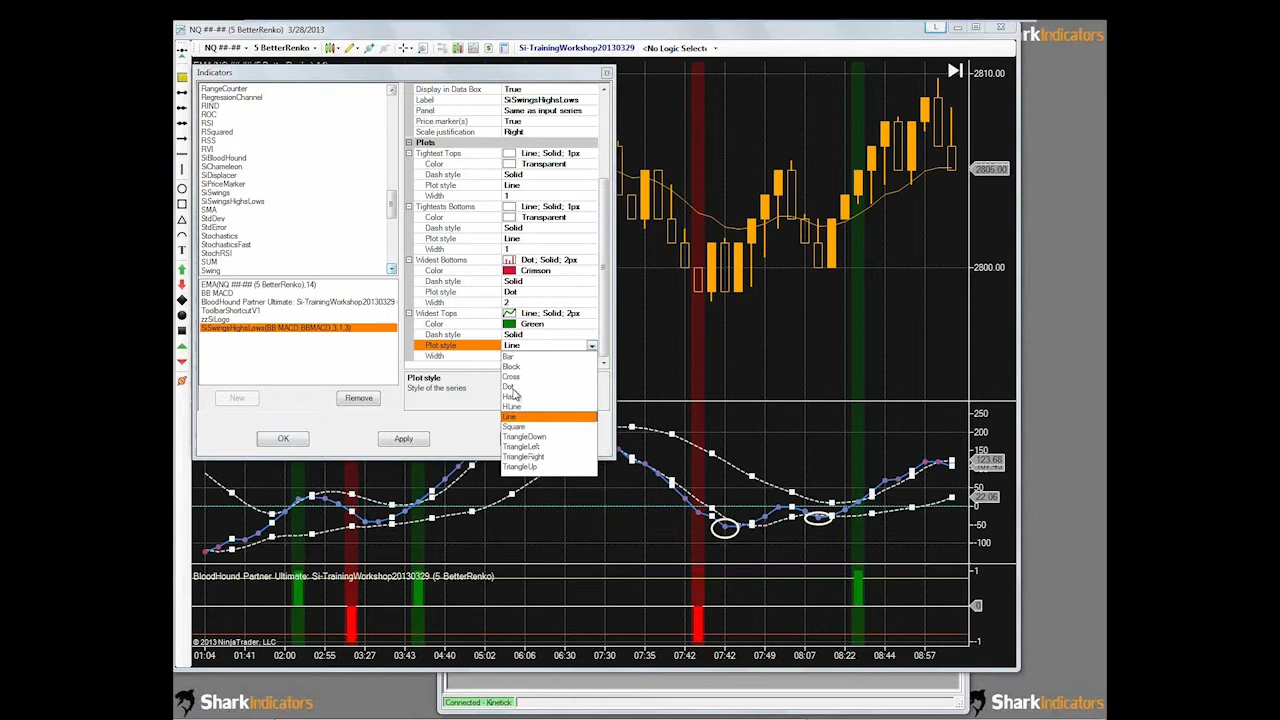 NQ ##-## (5 BetterRenko) 3/28/2013
L
arkIndicators
NQ ##-##
5 BetterRenko
Si-TrainingWorkshop20130329
<No Logic Selecte
Indicators
RangeCounter
RegressionChannel
RIND
ROC
RSI
RSquared
RSS
RVI
SiBloodHound
SiChameleon
SiDisplacer
SiPriceMarker
SiSwings
SiSwingsHighsLows
SMA
StdDev
StdError
Stochastics
StochasticsFast
StochRSI
SUM
Swing
EMA(NQ ##-## (5 BetterRenko),14)
BB MACD
BloodHound Partner Ultimate: Si-TrainingWorkshop20130329
ToolbarShortcutV1
zzSiLogo
SiSwingsHighsLows(BB MACD.BBMACD,3,1,3)
New
Remove
OK
Apply
Display in Data Box True
Label SiSwingsHighsLows
Panel Same as input series
Price marker(s) True
Scale justification Right
Plots
Tightest Tops Line; Solid; 1px
Color Transparent
Dash style Solid
Plot style Line
Width 1
Tightests Bottoms Line; Solid; 1px
Color Transparent
Dash style Solid
Plot style Line
Width 1
Widest Bottoms Dot; Solid; 2px
Color Crimson
Dash style Solid
Plot style Dot
Width 2
Widest Tops Line; Solid; 2px
Color Green
Dash style Solid
Plot style Line
Width
Bar
Block
Cross
Dot
HLine
Line
Square
TriangleDown
TriangleLeft
TriangleRight
TriangleUp
Plot style
Style of the series
2810.00
2805.00
2800.00
250
200
150
123.68
50
22.06
0
-50
-100
BloodHound Partner Ultimate: Si-TrainingWorkshop20130329 (5 BetterRenko)
1
0
-1
© 2013 NinjaTrader, LLC
01:04 01:41 02:00 02:55 03:27 03:43 04:05 04:22 05:02 06:00 06:30 07:30 07:35 07:42 07:42 07:49 08:07 08:22 08:44 08:57
SharkIndicators
Connected - Kinetick
SharkIndicators